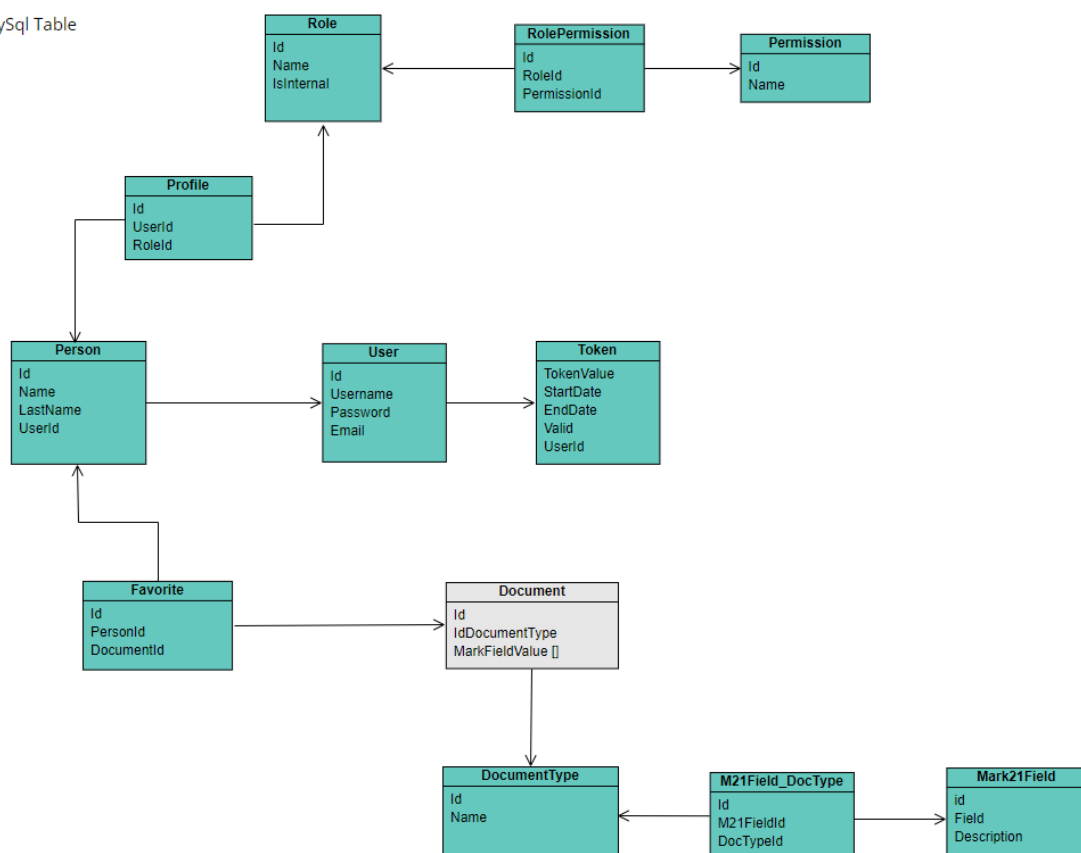 ySql Table
Role
Id
Name
IsInternal
RolePermission
Id
RoleId
PermissionId
Permission
Id
Name
Profile
Id
UserId
RoleId
Person
Id
Name
LastName
UserId
User
Id
Username
Password
Email
Token
TokenValue
StartDate
EndDate
Valid
UserId
Favorite
Id
PersonId
DocumentId
Document
Id
IdDocumentType
MarkFieldValue []
DocumentType
Id
Name
M21Field_DocType
Id
M21FieldId
DocTypeId
Mark21Field
id
Field
Description